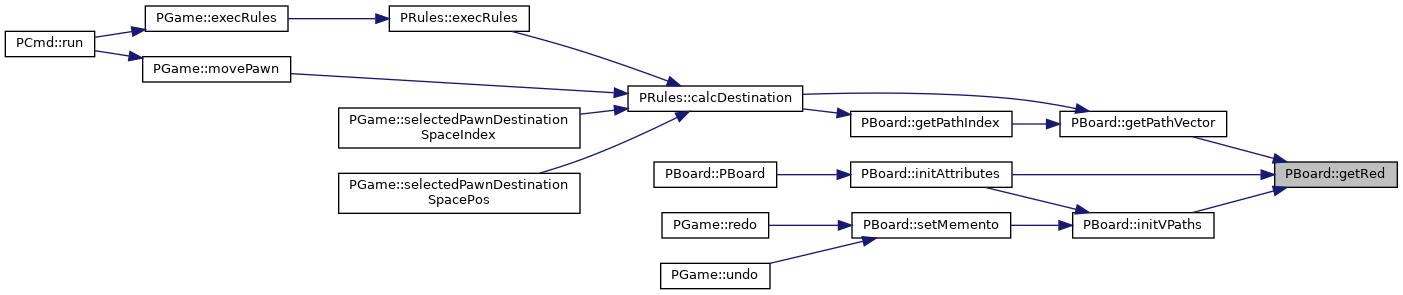 PGame::execRules
PRules::execRules
PCmd::run
PGame::movePawn
PRules::calcDestination
PGame::selectedPawnDestination
SpaceIndex
PBoard::getPathIndex
PBoard::getPathVector
PGame::selectedPawnDestination
SpacePos
PBoard::PBoard
PBoard::initAttributes
PBoard::getRed
PGame::redo
PBoard::setMemento
PBoard::initVPaths
PGame::undo